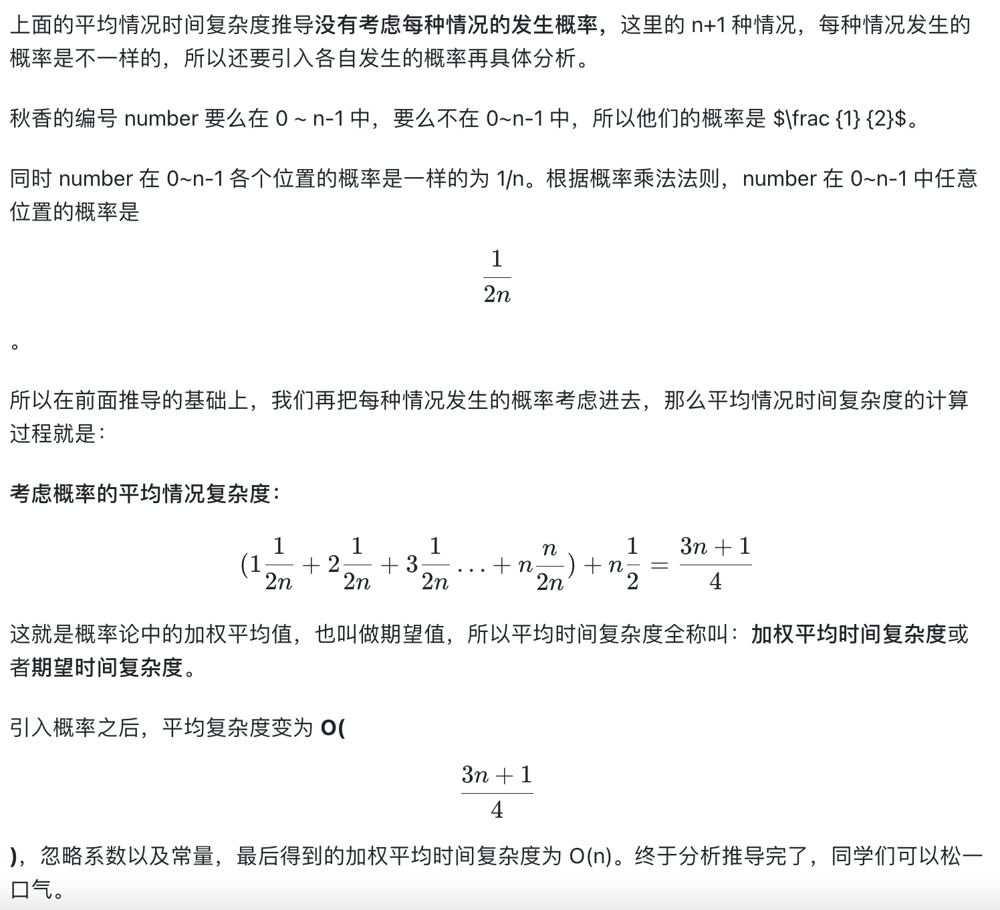 上面的平均情况时间复杂度推导没有考虑每种情况的发生概率，这里的 n+1 种情况，每种情况发生的
概率是不一样的，所以还要引入各自发生的概率再具体分析。
秋香的编号 number 要么在 0 ~ n-1 中，要么不在 0~n-1 中，所以他们的概率是 $\frac {1} {2}$。
同时 number 在 0~n-1 各个位置的概率是一样的为 1/n。根据概率乘法法则，number 在 0~n-1 中任意
位置的概率是
1
2n
。
所以在前面推导的基础上，我们再把每种情况发生的概率考虑进去，那么平均情况时间复杂度的计算
过程就是：
考虑概率的平均情况复杂度：
(1 1/2n + 2 1/2n + 3 1/2n ... + n n/2n) + n 1/2 = 3n + 1/4
这就是概率论中的加权平均值，也叫做期望值，所以平均时间复杂度全称叫：加权平均时间复杂度或
者期望时间复杂度。
引入概率之后，平均复杂度变为 O(
3n + 1
4
)，忽略系数以及常量，最后得到的加权平均时间复杂度为 O(n)。终于分析推导完了，同学们可以松一
口气。